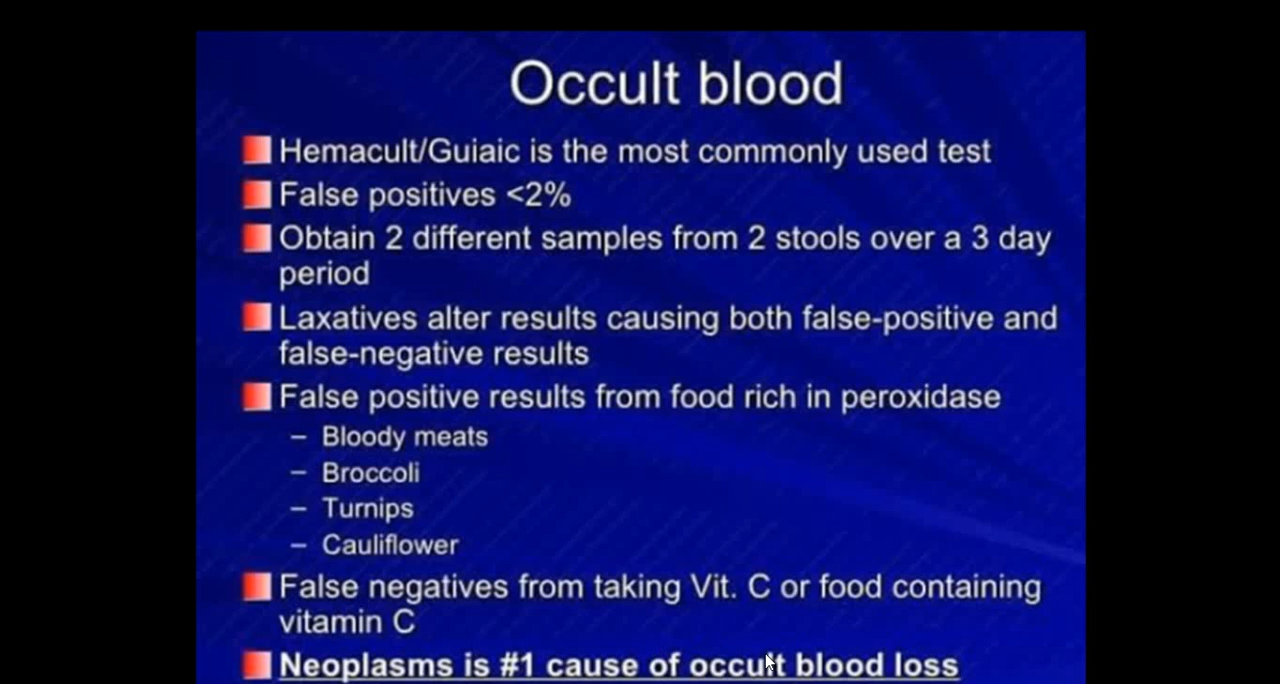 Occult blood
Hemacult/Guiaic is the most commonly used test
False positives <2%
Obtain 2 different samples from 2 stools over a 3 day
period
Laxatives alter results causing both false-positive and
false-negative results
False positive results from food rich in peroxidase
– Bloody meats
– Broccoli
– Turnips
– Cauliflower
False negatives from taking Vit. C or food containing
vitamin C
Neoplasms is #1 cause of occult blood loss